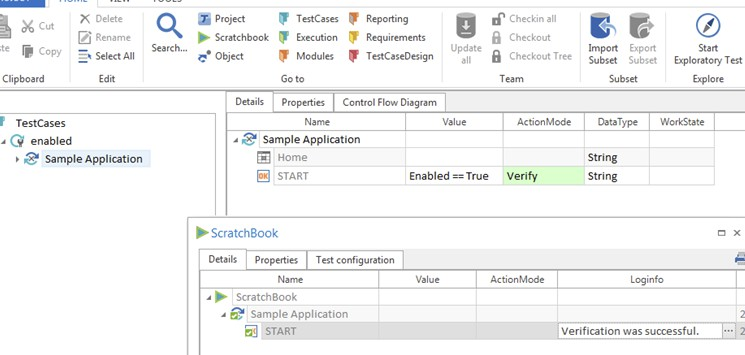 HOME VIEW TOOLS
Cut
Copy
Clipboard
Delete
Rename
Select All
Edit
Search...
Project
Scratchbook
Object
TestCases
Execution
Modules
Reporting
Requirements
TestCaseDesign
Go to
Update all
Checkin all
Checkout
Checkout Tree
Team
Import Subset
Export Subset
Subset
Start Exploratory Test
Explore
TestCases
enabled
Sample Application
Details Properties Control Flow Diagram
Name Value ActionMode DataType WorkState
Sample Application
Home String
START Enabled == True Verify String
ScratchBook
Details Properties Test configuration
Name Value ActionMode Loginfo
ScratchBook
Sample Application
START Verification was successful. ...